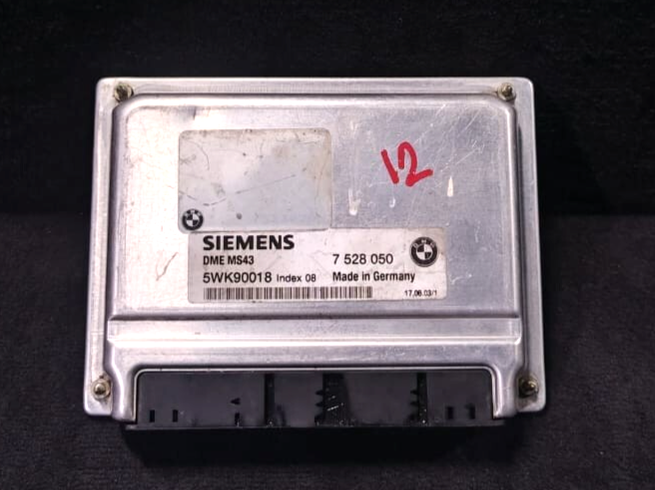 12
SIEMENS
DME MS43 7 528 050
5WK90018 Index 08 Made in Germany
17.06.03/1